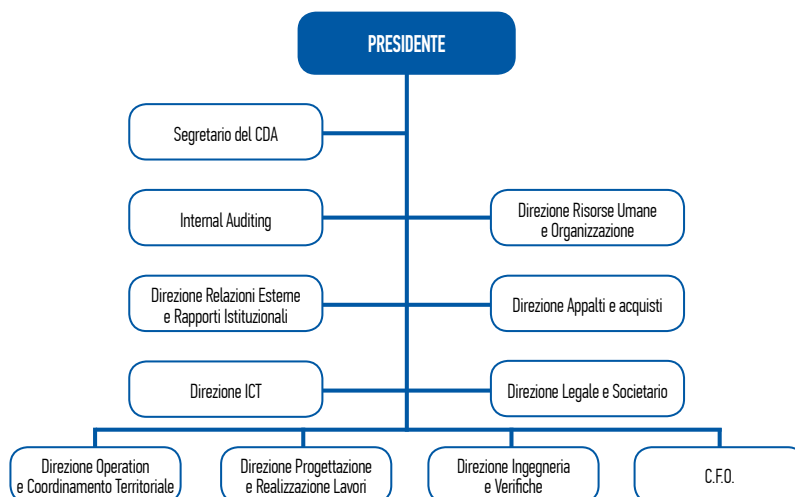 PRESIDENTE
Segretario del CDA
Internal Auditing
Direzione Risorse Umane
e Organizzazione
Direzione Relazioni Esterne
e Rapporti Istituzionali
Direzione Appalti e acquisti
Direzione ICT
Direzione Legale e Societario
Direzione Operation
e Coordinamento Territoriale
Direzione Progettazione
e Realizzazione Lavori
Direzione Ingegneria
e Verifiche
C.F.O.